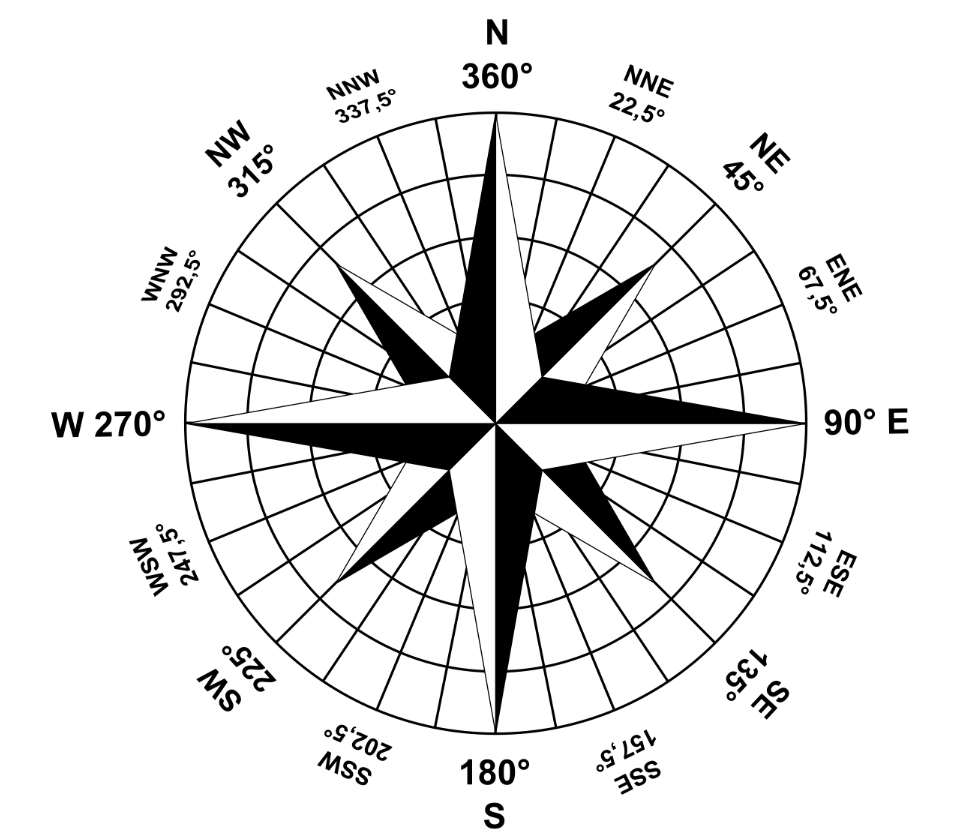 N
360°
NNE
22,5°
NE
45°
ENE
67,5°
90° E
ESE
112,5°
SE
135°
SSE
157,5°
180°
S
SSW
202,5°
SW
225°
WSW
247,5°
W 270°
WNW
292,5°
NW
315°
NNW
337,5°